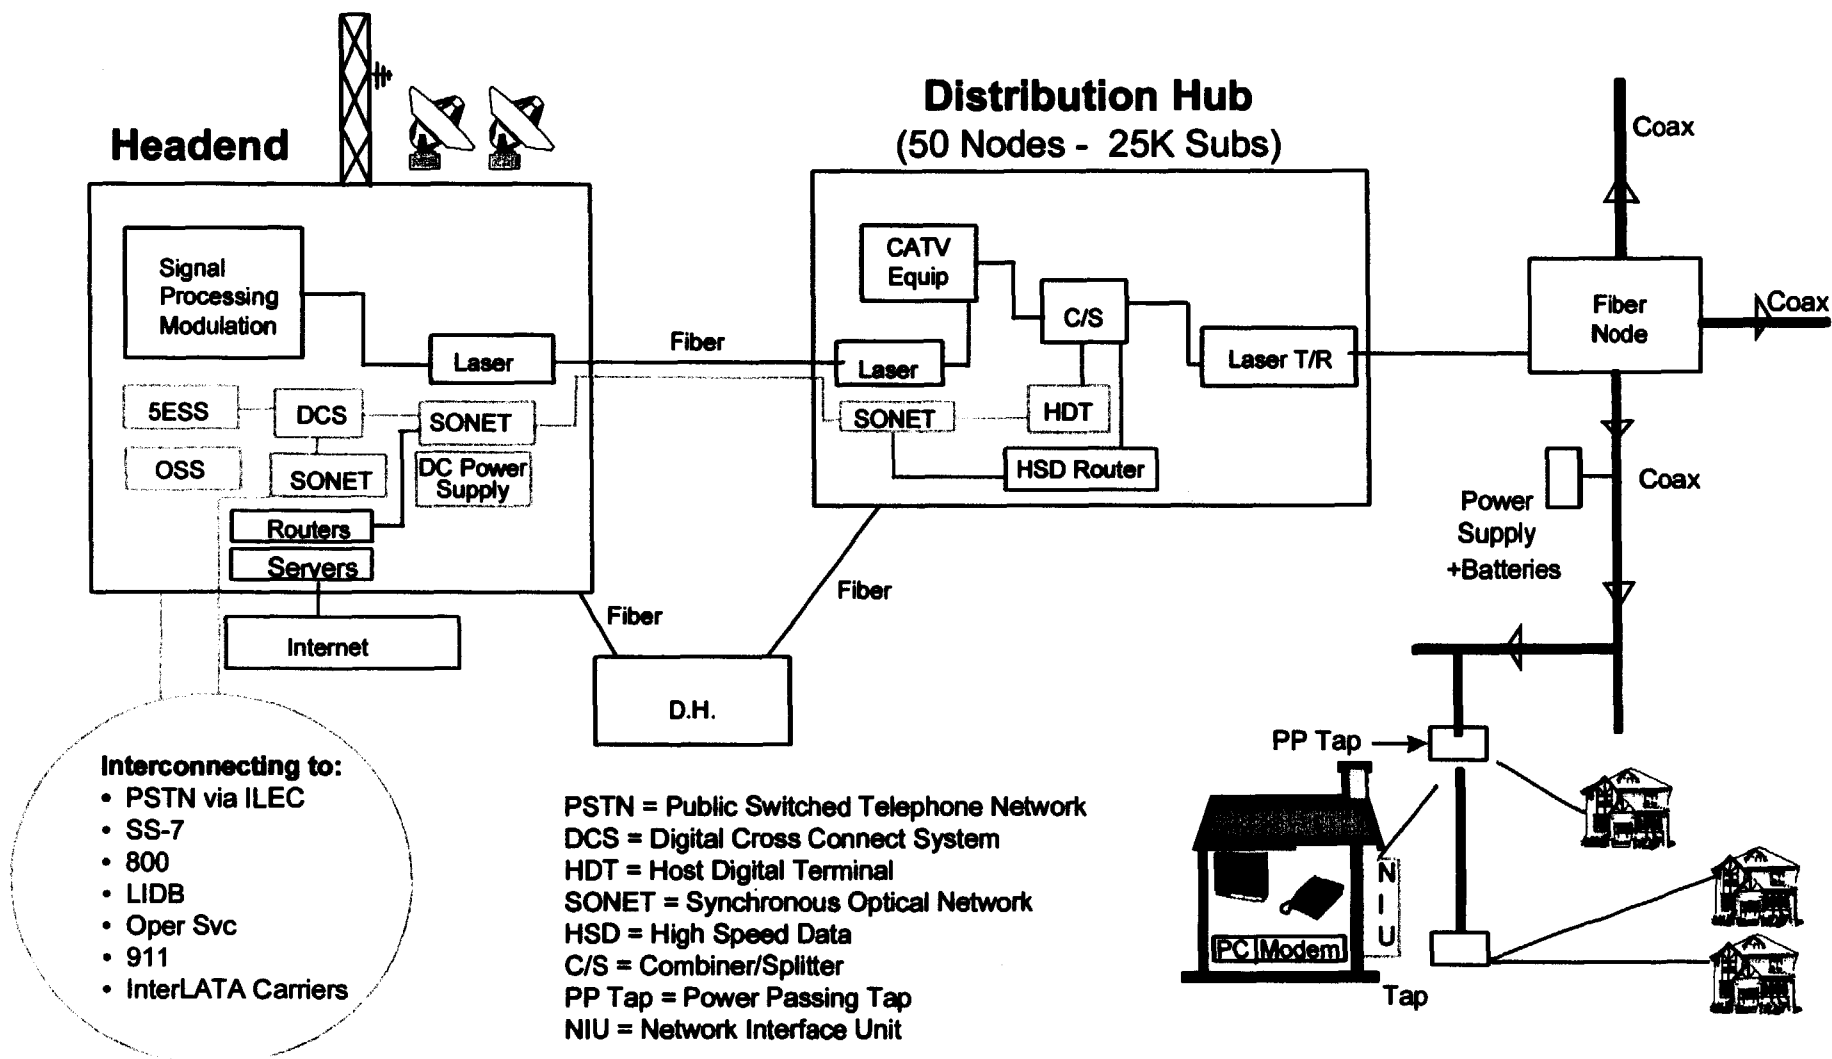 Headend
Signal
Processing
Modulation
Laser
5ESS
DCS
SONET
OSS
SONET
DC Power
Supply
Routers
Servers
Internet
Fiber
Distribution Hub
(50 Nodes - 25K Subs)
CATV
Equip
C/S
Laser
Laser T/R
SONET
HDT
HSD Router
Fiber
Fiber
D.H.
Coax
Fiber
Node
Coax
Coax
Power
Supply
+Batteries
PP Tap
N
I
U
PC Modem
Tap
Interconnecting to:
• PSTN via ILEC
• SS-7
• 800
• LIDB
• Oper Svc
• 911
• InterLATA Carriers
PSTN = Public Switched Telephone Network
DCS = Digital Cross Connect System
HDT = Host Digital Terminal
SONET = Synchronous Optical Network
HSD = High Speed Data
C/S = Combiner/Splitter
PP Tap = Power Passing Tap
NIU = Network Interface Unit